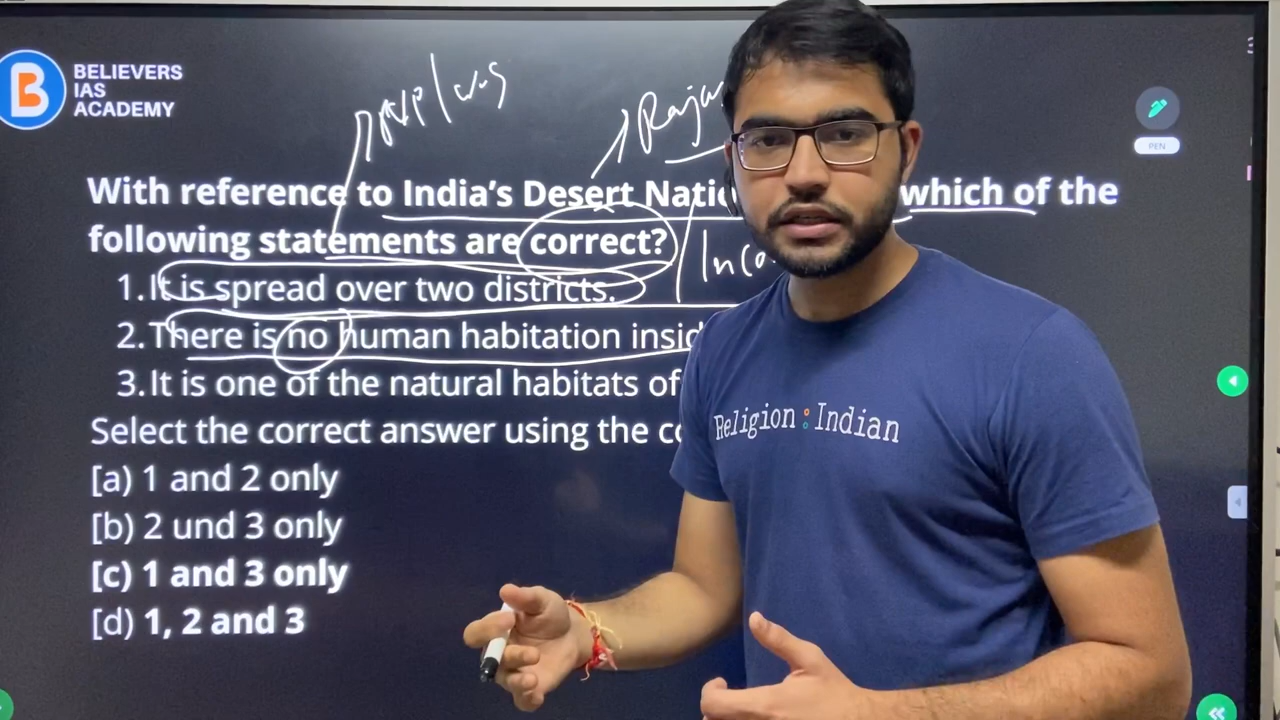 BELIEVERS
IAS
ACADEMY
NP/WLS
PEN
With reference to India's Desert which of the
following statements are correct?
1. It is spread over two districts.
2. There is no human habitation
3. It is one of the natural habitats of
Select the correct answer using the
[a) 1 and 2 only
[b) 2 und 3 only
[c) 1 and 3 only
[d) 1, 2 and 3
Religion : Indian